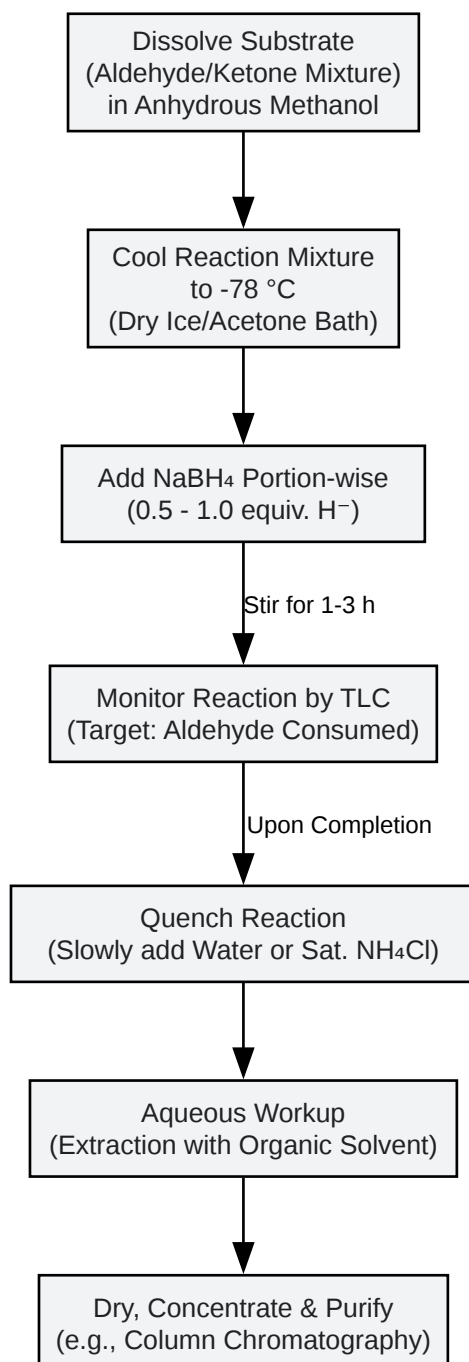 Dissolve Substrate
(Aldehyde/Ketone Mixture)
in Anhydrous Methanol
Cool Reaction Mixture
to -78 °C
(Dry Ice/Acetone Bath)
Add NaBH₄ Portion-wise
(0.5 - 1.0 equiv. H⁻)
Stir for 1-3 h
Monitor Reaction by TLC
(Target: Aldehyde Consumed)
Upon Completion
Quench Reaction
(Slowly add Water or Sat. NH₄Cl)
Aqueous Workup
(Extraction with Organic Solvent)
Dry, Concentrate & Purify
(e.g., Column Chromatography)